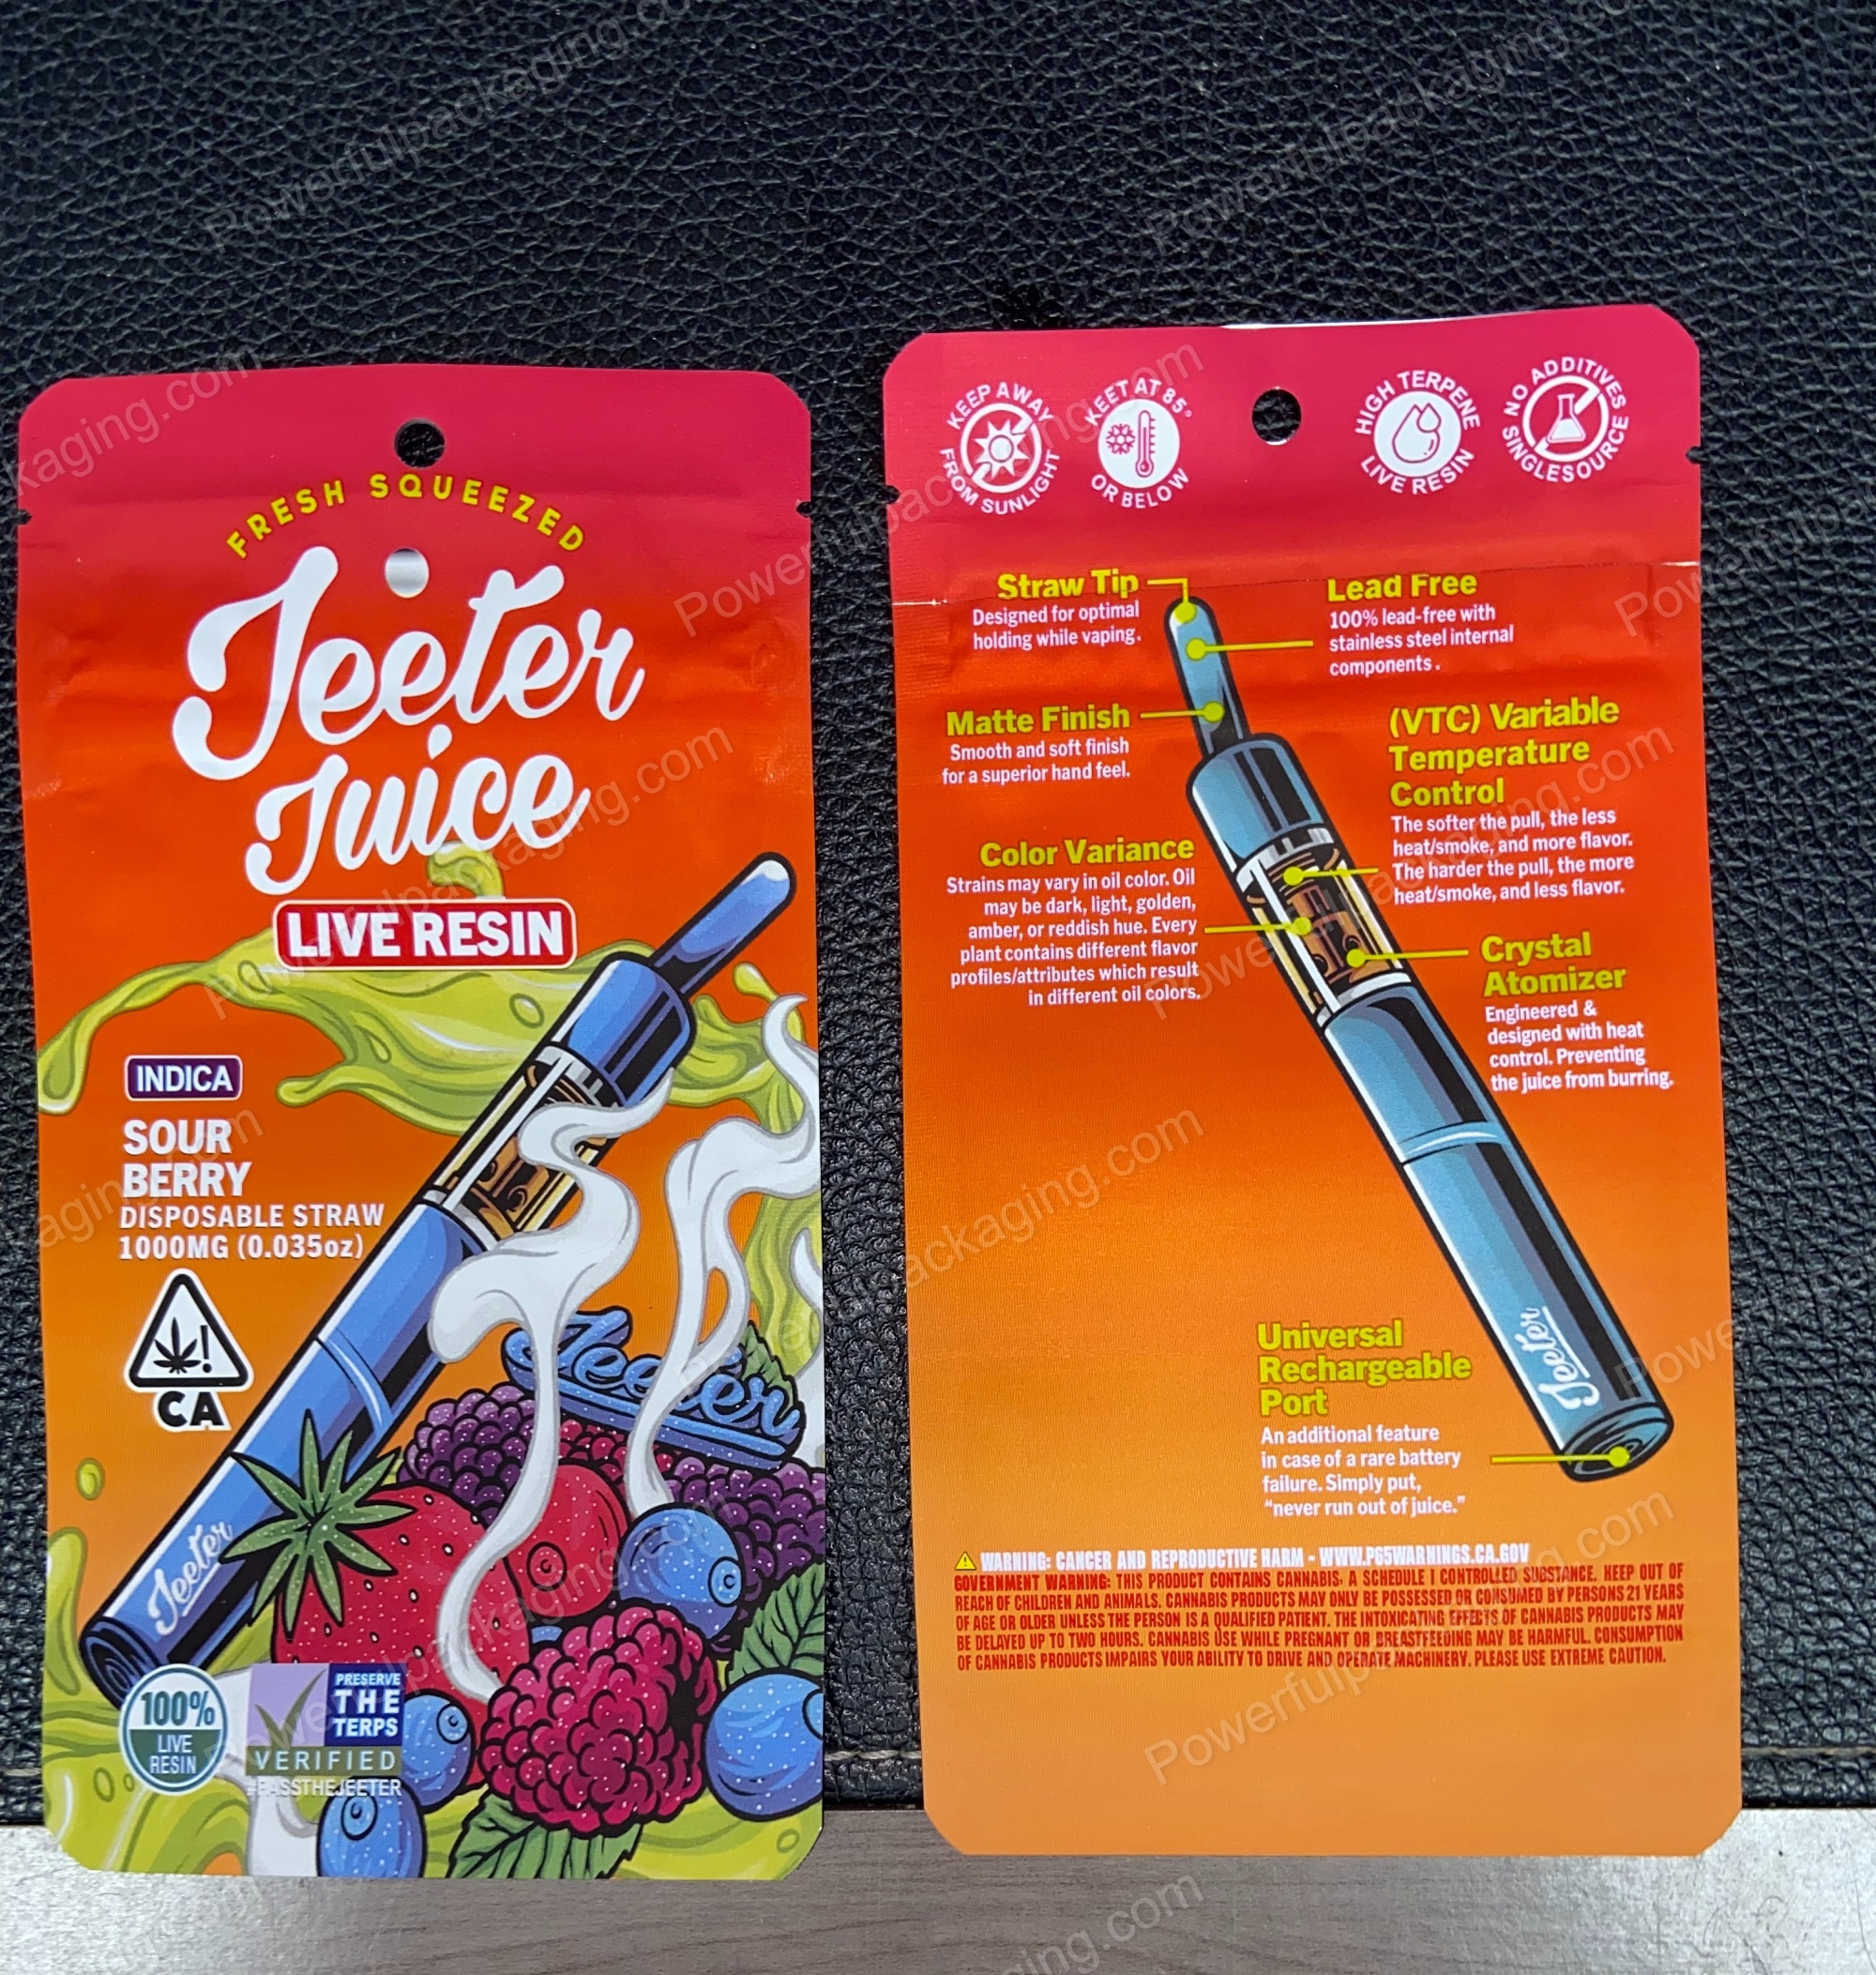 FRESH SQUEEZED
Jeeter
Juice
LIVE RESIN
INDICA
SOUR
BERRY
DISPOSABLE STRAW
1000MG (0.035oz)
CA
Jeeter
Jeeter
100%
LIVE
RESIN
PRESERVE
THE
TERPS
VERIFIED
#PASSTHEJEETER
KEEP AWAY
FROM SUNLIGHT
KEET AT 85°
OR BELOW
HIGH TERPENE
LIVE RESIN
NO ADDITIVES
SINGLESOURCE
Straw Tip
Designed for optimal
holding while vaping.
Lead Free
100% lead-free with
stainless steel internal
components .
Matte Finish
Smooth and soft finish
for a superior hand feel.
(VTC) Variable
Temperature
Control
The softer the pull, the less
heat/smoke, and more flavor.
The harder the pull, the more
heat/smoke, and less flavor.
Color Variance
Strains may vary in oil color. Oil
may be dark, light, golden,
amber, or reddish hue. Every
plant contains different flavor
profiles/attributes which result
in different oil colors.
Crystal
Atomizer
Engineered &
designed with heat
control. Preventing
the juice from burring.
Jeeter
Universal
Rechargeable
Port
An additional feature
in case of a rare battery
failure. Simply put,
“never run out of juice.”
WARNING: CANCER AND REPRODUCTIVE HARM - WWW.P65WARNINGS.CA.GOV
GOVERNMENT WARNING: THIS PRODUCT CONTAINS CANNABIS, A SCHEDULE I CONTROLLED SUBSTANCE. KEEP OUT OF
REACH OF CHILDREN AND ANIMALS. CANNABIS PRODUCTS MAY ONLY BE POSSESSED OR CONSUMED BY PERSONS 21 YEARS
OF AGE OR OLDER UNLESS THE PERSON IS A QUALIFIED PATIENT. THE INTOXICATING EFFECTS OF CANNABIS PRODUCTS MAY
BE DELAYED UP TO TWO HOURS. CANNABIS USE WHILE PREGNANT OR BREASTFEEDING MAY BE HARMFUL. CONSUMPTION
OF CANNABIS PRODUCTS IMPAIRS YOUR ABILITY TO DRIVE AND OPERATE MACHINERY. PLEASE USE EXTREME CAUTION.
Powerfulpackaging.com